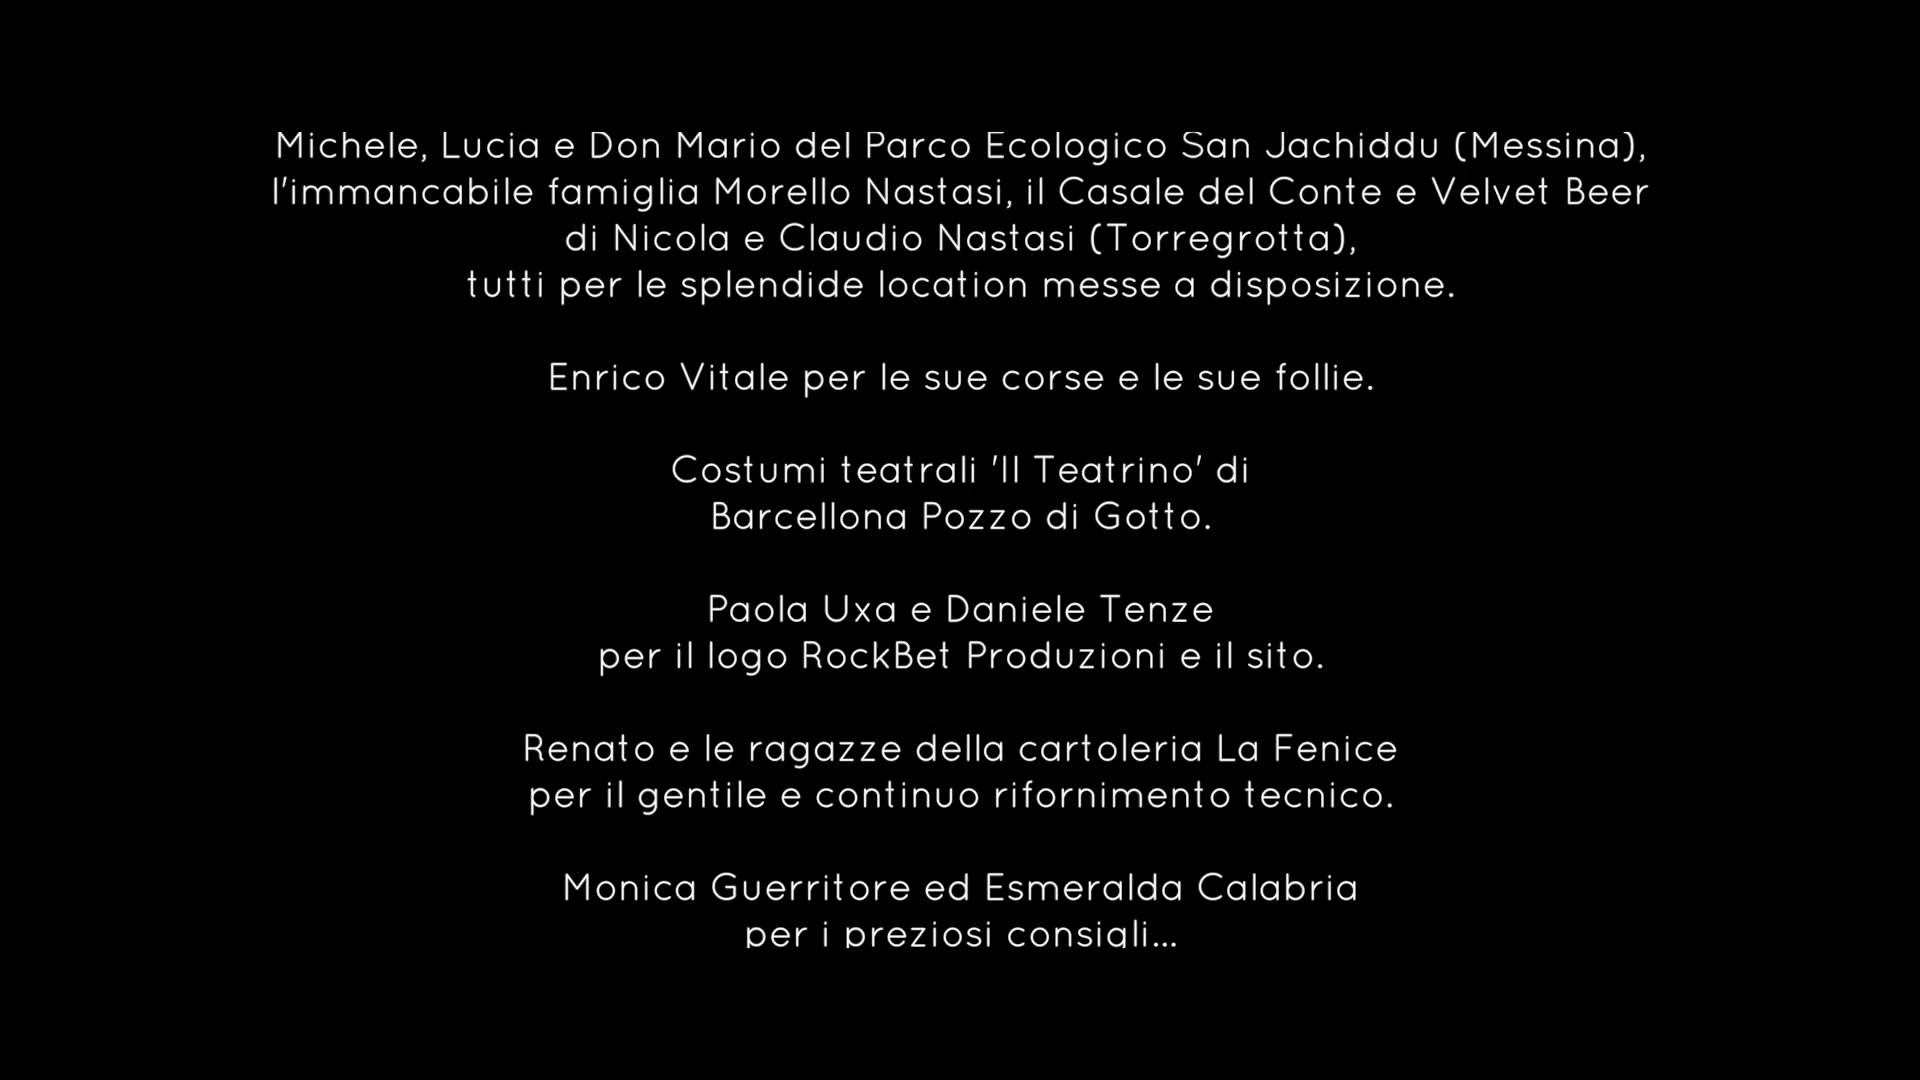 Michele, Lucia e Don Mario del Parco Ecologico San Jachiddu (Messina),
l'immancabile famiglia Morello Nastasi, il Casale del Conte e Velvet Beer
di Nicola e Claudio Nastasi (Torregrotta),
tutti per le splendide location messe a disposizione.
Enrico Vitale per le sue corse e le sue follie.
Costumi teatrali 'Il Teatrino' di
Barcellona Pozzo di Gotto.
Paola Uxa e Daniele Tenze
per il logo RockBet Produzioni e il sito.
Renato e le ragazze della cartoleria La Fenice
per il gentile e continuo rifornimento tecnico.
Monica Guerritore ed Esmeralda Calabria
per i preziosi consigli...